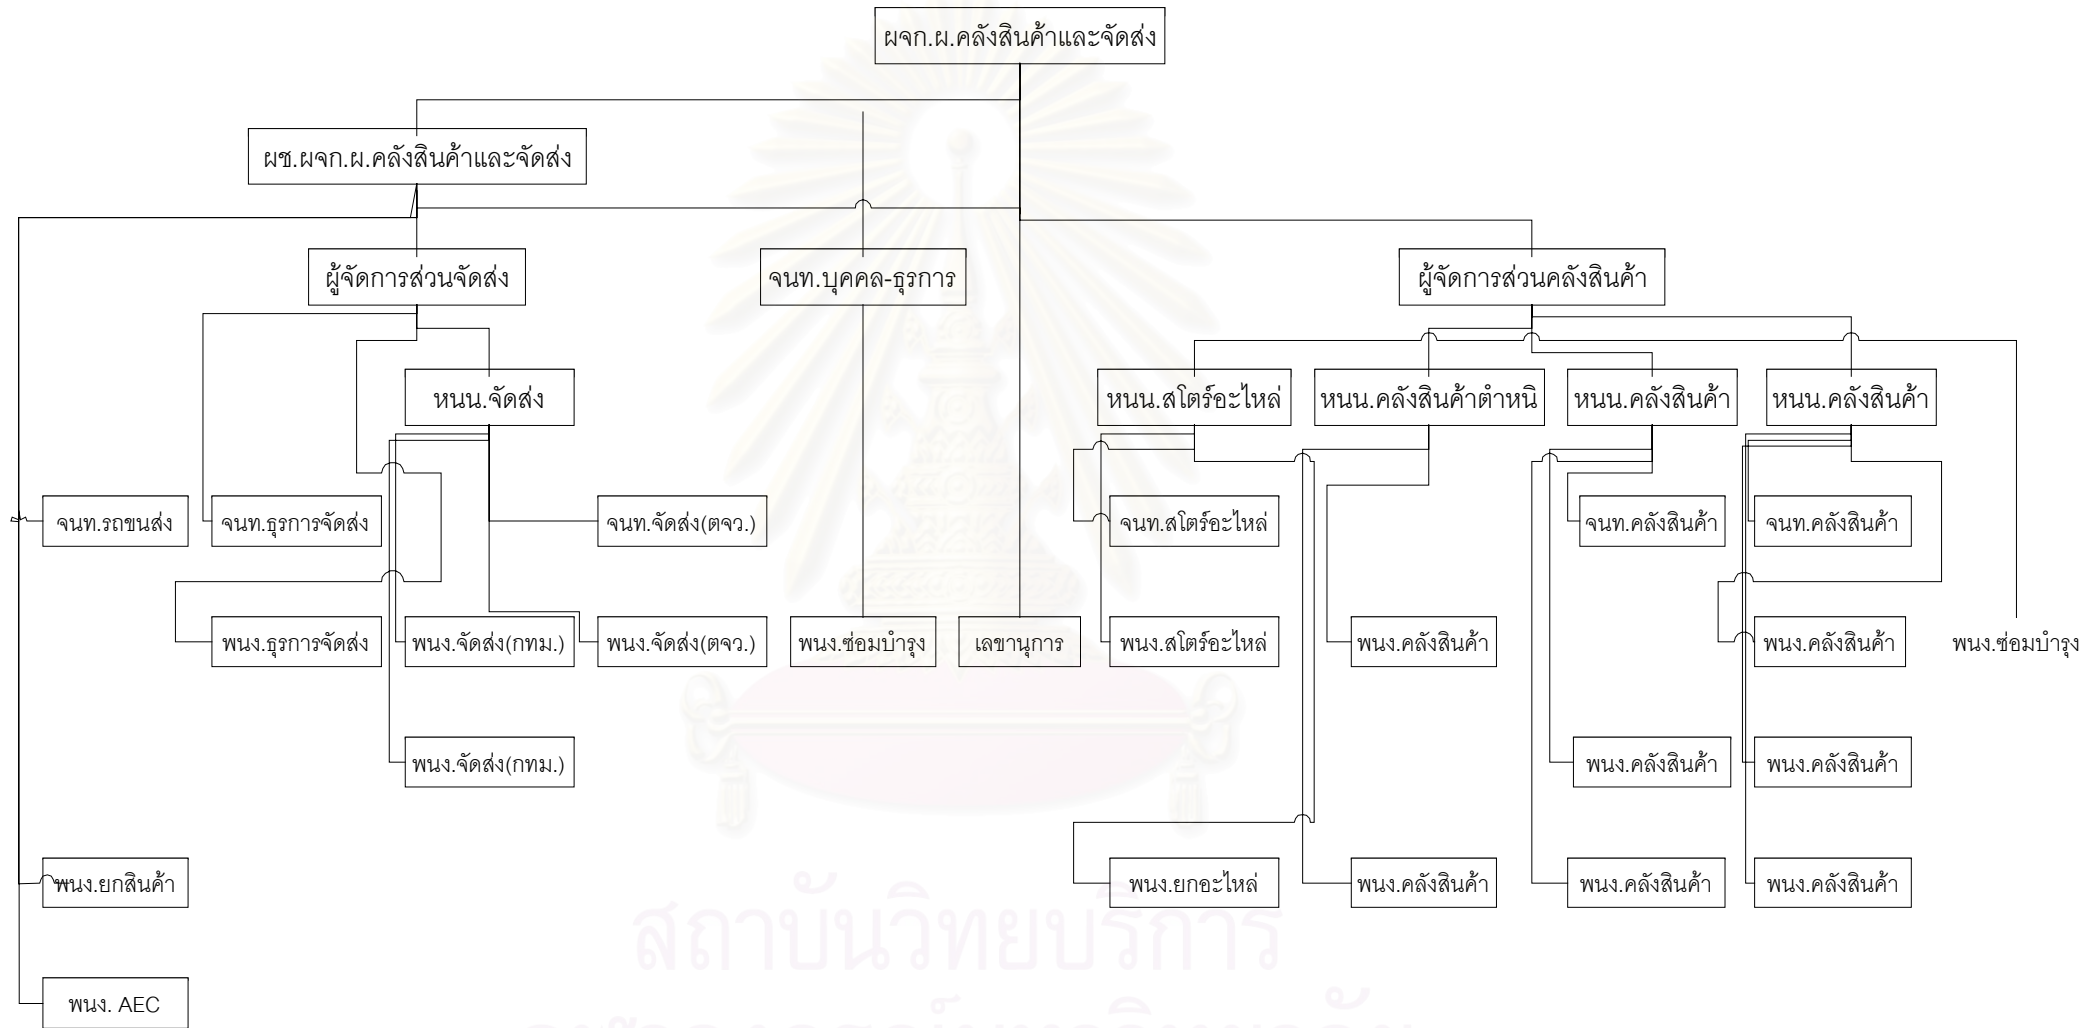 ผจก.ผ.คลังสินค้าและจัดส่ง
ผช.ผจก.ผ.คลังสินค้าและจัดส่ง
ผู้จัดการส่วนจัดส่ง
จนท.บุคคล-ธุรการ
ผู้จัดการส่วนคลังสินค้า
หนน.จัดส่ง
หนน.สโตร์อะไหล่
หนน.คลังสินค้าตำหนิ
หนน.คลังสินค้า
หนน.คลังสินค้า
จนท.รถขนส่ง
จนท.ธุรการจัดส่ง
จนท.จัดส่ง(ตจว.)
จนท.สโตร์อะไหล่
จนท.คลังสินค้า
จนท.คลังสินค้า
พนง.ธุรการจัดส่ง
พนง.จัดส่ง(กทม.)
พนง.จัดส่ง(ตจว.)
พนง.ซ่อมบำรุง
เลขานุการ
พนง.สโตร์อะไหล่
พนง.คลังสินค้า
พนง.คลังสินค้า
พนง.ซ่อมบำรุง
พนง.จัดส่ง(กทม.)
พนง.คลังสินค้า
พนง.คลังสินค้า
พนง.ยกสินค้า
พนง.ยกอะไหล่
พนง.คลังสินค้า
พนง.คลังสินค้า
พนง.คลังสินค้า
สถาบันวิทยบริการ
พนง. AEC